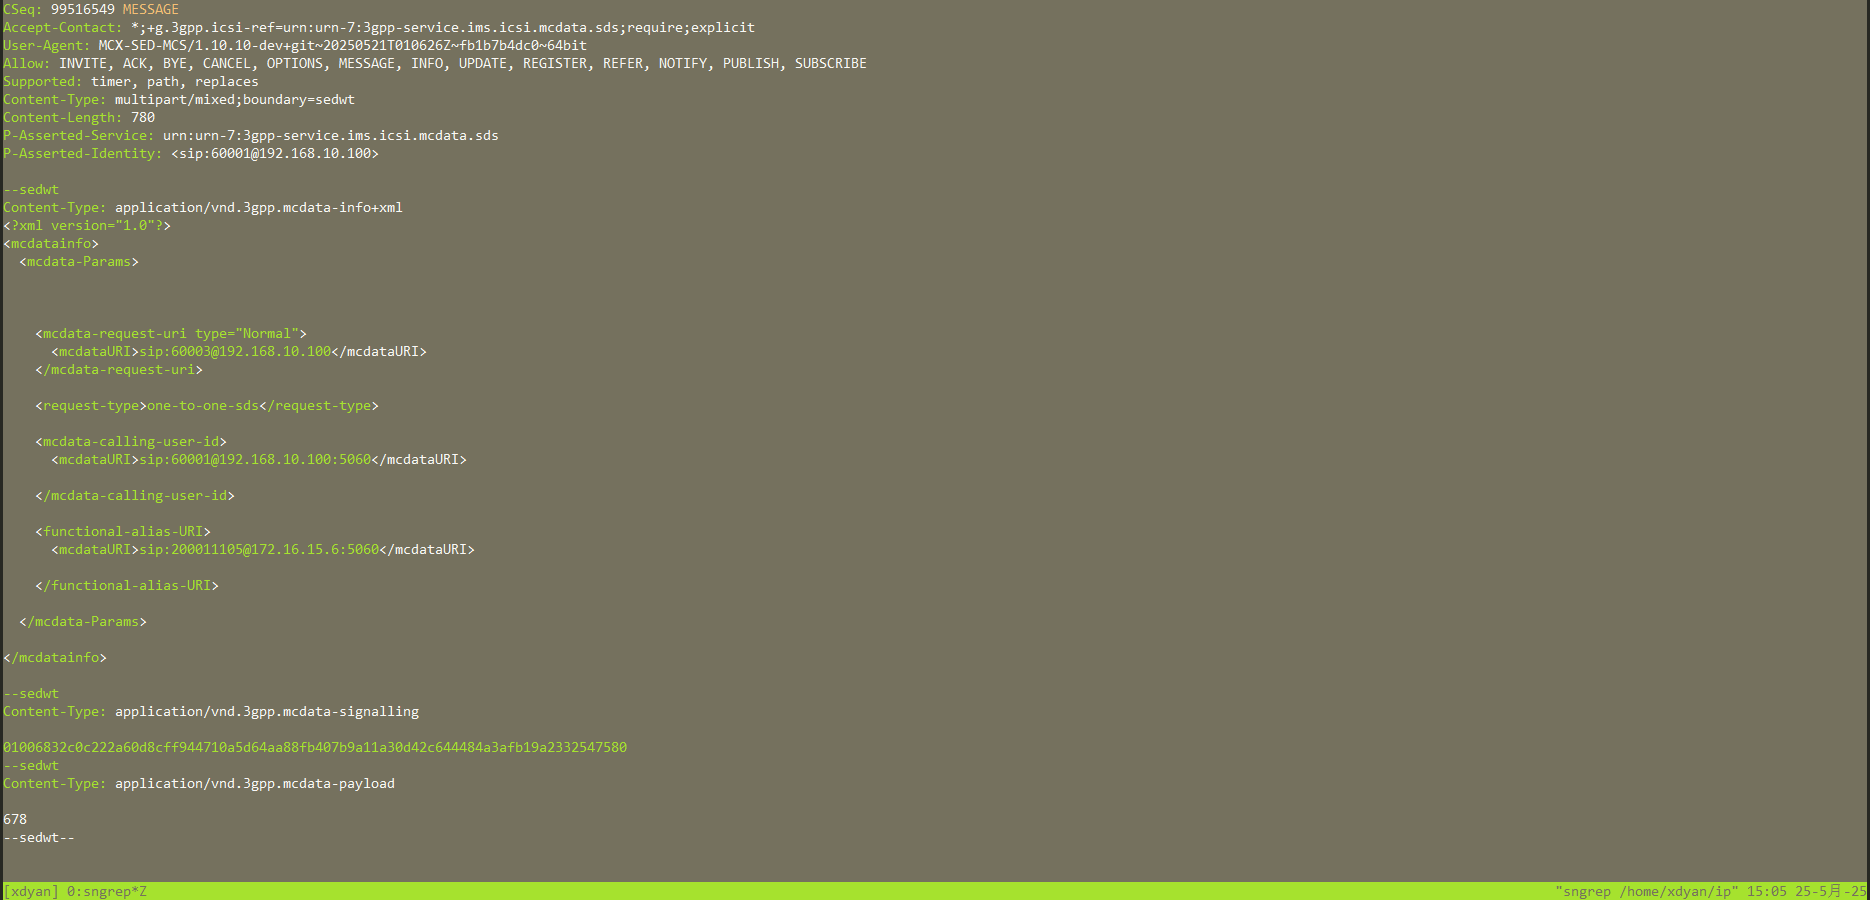 CSeq: 99516549 MESSAGE
Accept-Contact: *;+g.3gpp.icsi-ref=urn:urn-7:3gpp-service.ims.icsi.mcdata.sds;require;explicit
User-Agent: MCX-SED-MCS/1.10.10-dev+git~20250521T010626Z~fb1b7b4dc0~64bit
Allow: INVITE, ACK, BYE, CANCEL, OPTIONS, MESSAGE, INFO, UPDATE, REGISTER, REFER, NOTIFY, PUBLISH, SUBSCRIBE
Supported: timer, path, replaces
Content-Type: multipart/mixed;boundary=sedwt
Content-Length: 780
P-Asserted-Service: urn:urn-7:3gpp-service.ims.icsi.mcdata.sds
P-Asserted-Identity: <sip:60001@192.168.10.100>
--sedwt
Content-Type: application/vnd.3gpp.mcdata-info+xml
<?xml version="1.0"?>
<mcdatainfo>
<mcdata-Params>
<mcdata-request-uri type="Normal">
<mcdataURI>sip:60003@192.168.10.100</mcdataURI>
</mcdata-request-uri>
<request-type>one-to-one-sds</request-type>
<mcdata-calling-user-id>
<mcdataURI>sip:60001@192.168.10.100:5060</mcdataURI>
</mcdata-calling-user-id>
<functional-alias-URI>
<mcdataURI>sip:200011105@172.16.15.6:5060</mcdataURI>
</functional-alias-URI>
</mcdata-Params>
</mcdatainfo>
--sedwt
Content-Type: application/vnd.3gpp.mcdata-signalling
01006832c0c222a60d8cff944710a5d64aa88fb407b9a11a30d42c644484a3afb19a2332547580
--sedwt
Content-Type: application/vnd.3gpp.mcdata-payload
678
--sedwt--
[xdyan] 0:sngrep*Z
"sngrep /home/xdyan/ip" 15:05 25-5月-25